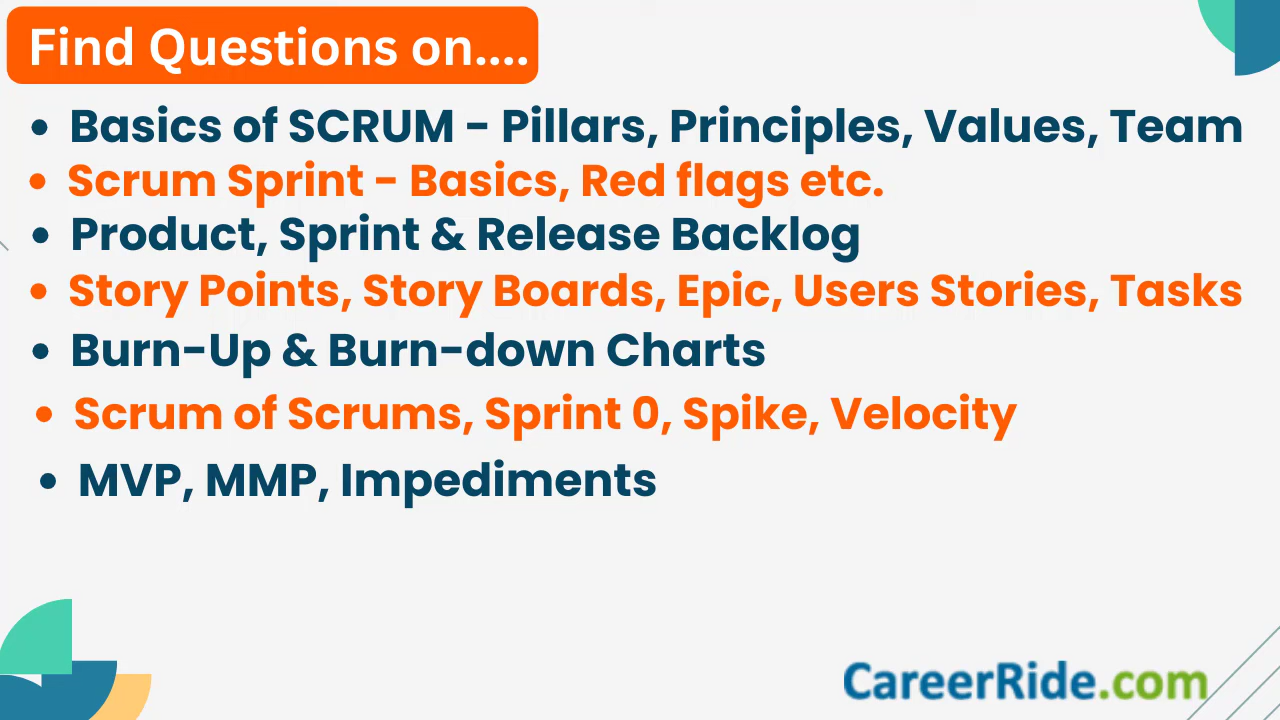 Find Questions on....
• Basics of SCRUM - Pillars, Principles, Values, Team
• Scrum Sprint - Basics, Red flags etc.
• Product, Sprint & Release Backlog
• Story Points, Story Boards, Epic, Users Stories, Tasks
• Burn-Up & Burn-down Charts
• Scrum of Scrums, Sprint 0, Spike, Velocity
• MVP, MMP, Impediments
CareerRide.com